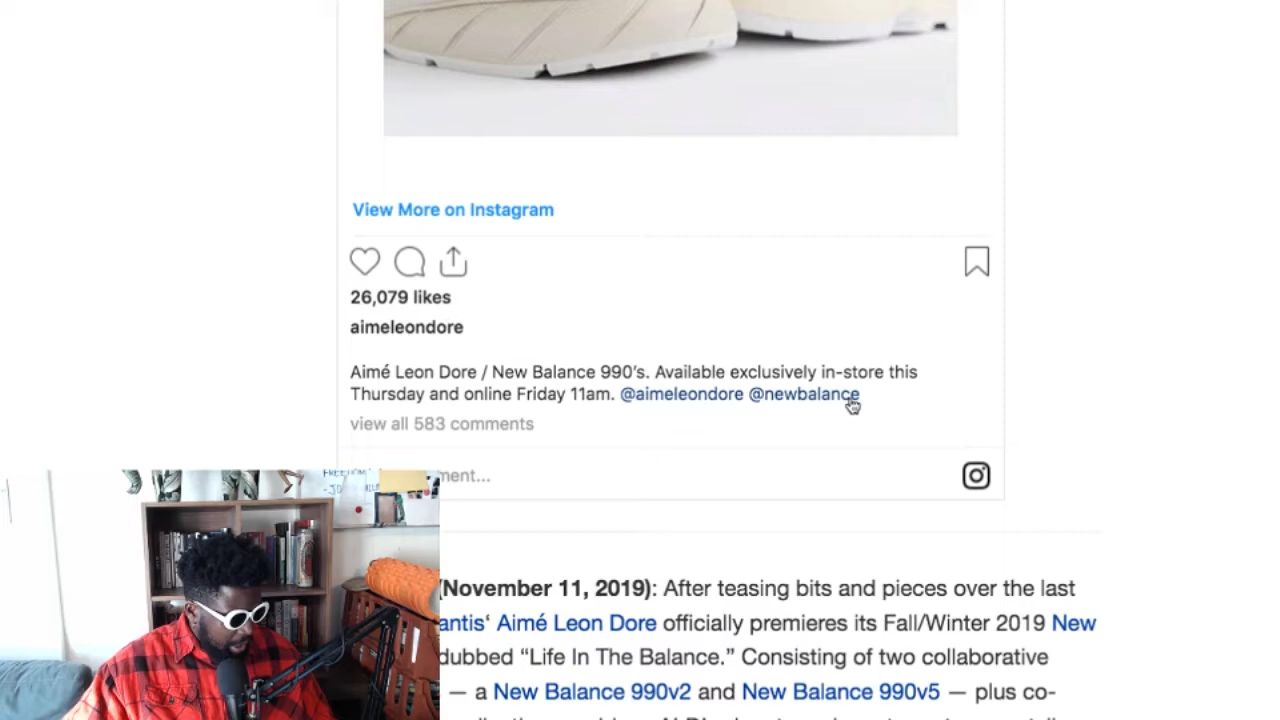 View More on Instagram
26,079 likes
aimeleondore
Aimé Leon Dore / New Balance 990's. Available exclusively in-store this
Thursday and online Friday 11am. @aimeleondore @newbalance
view all 583 comments
ment...
FREEDOM
(November 11, 2019): After teasing bits and pieces over the last
antis‘ Aimé Leon Dore officially premieres its Fall/Winter 2019 New
dubbed “Life In The Balance.” Consisting of two collaborative
— a New Balance 990v2 and New Balance 990v5 — plus co-